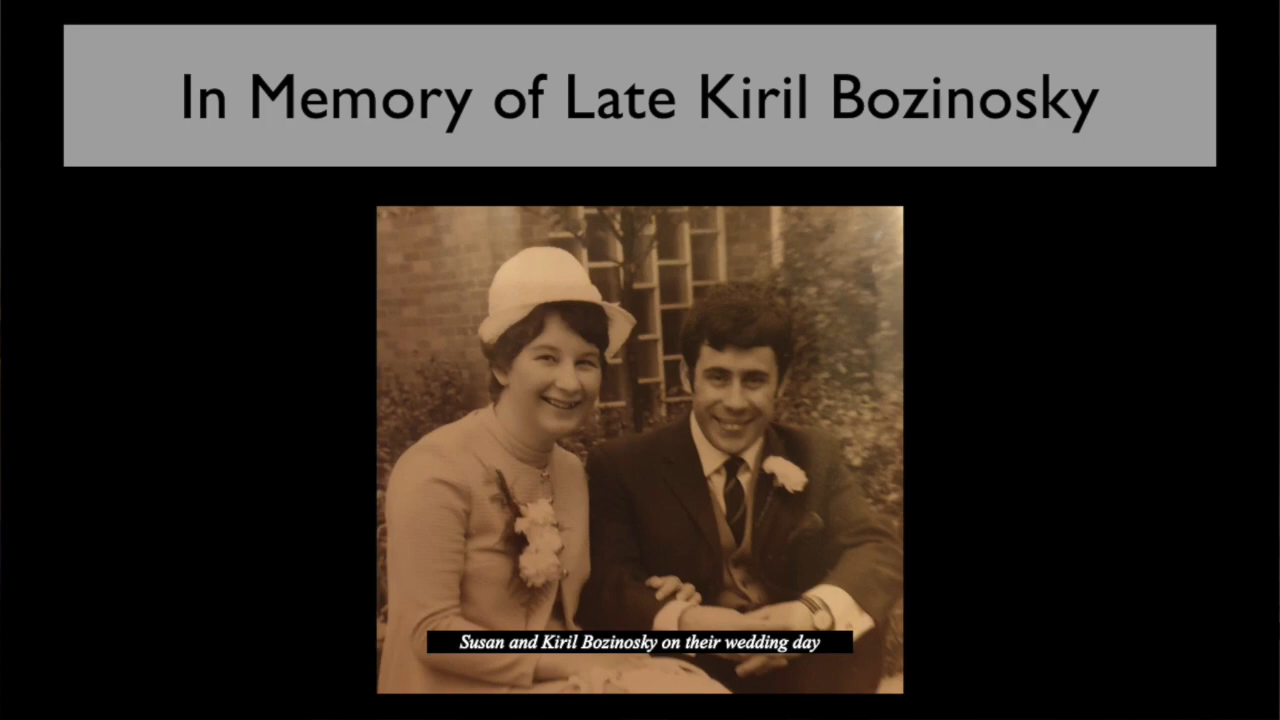 In Memory of Late Kiril Bozinosky
Susan and Kiril Bozinosky on their wedding day